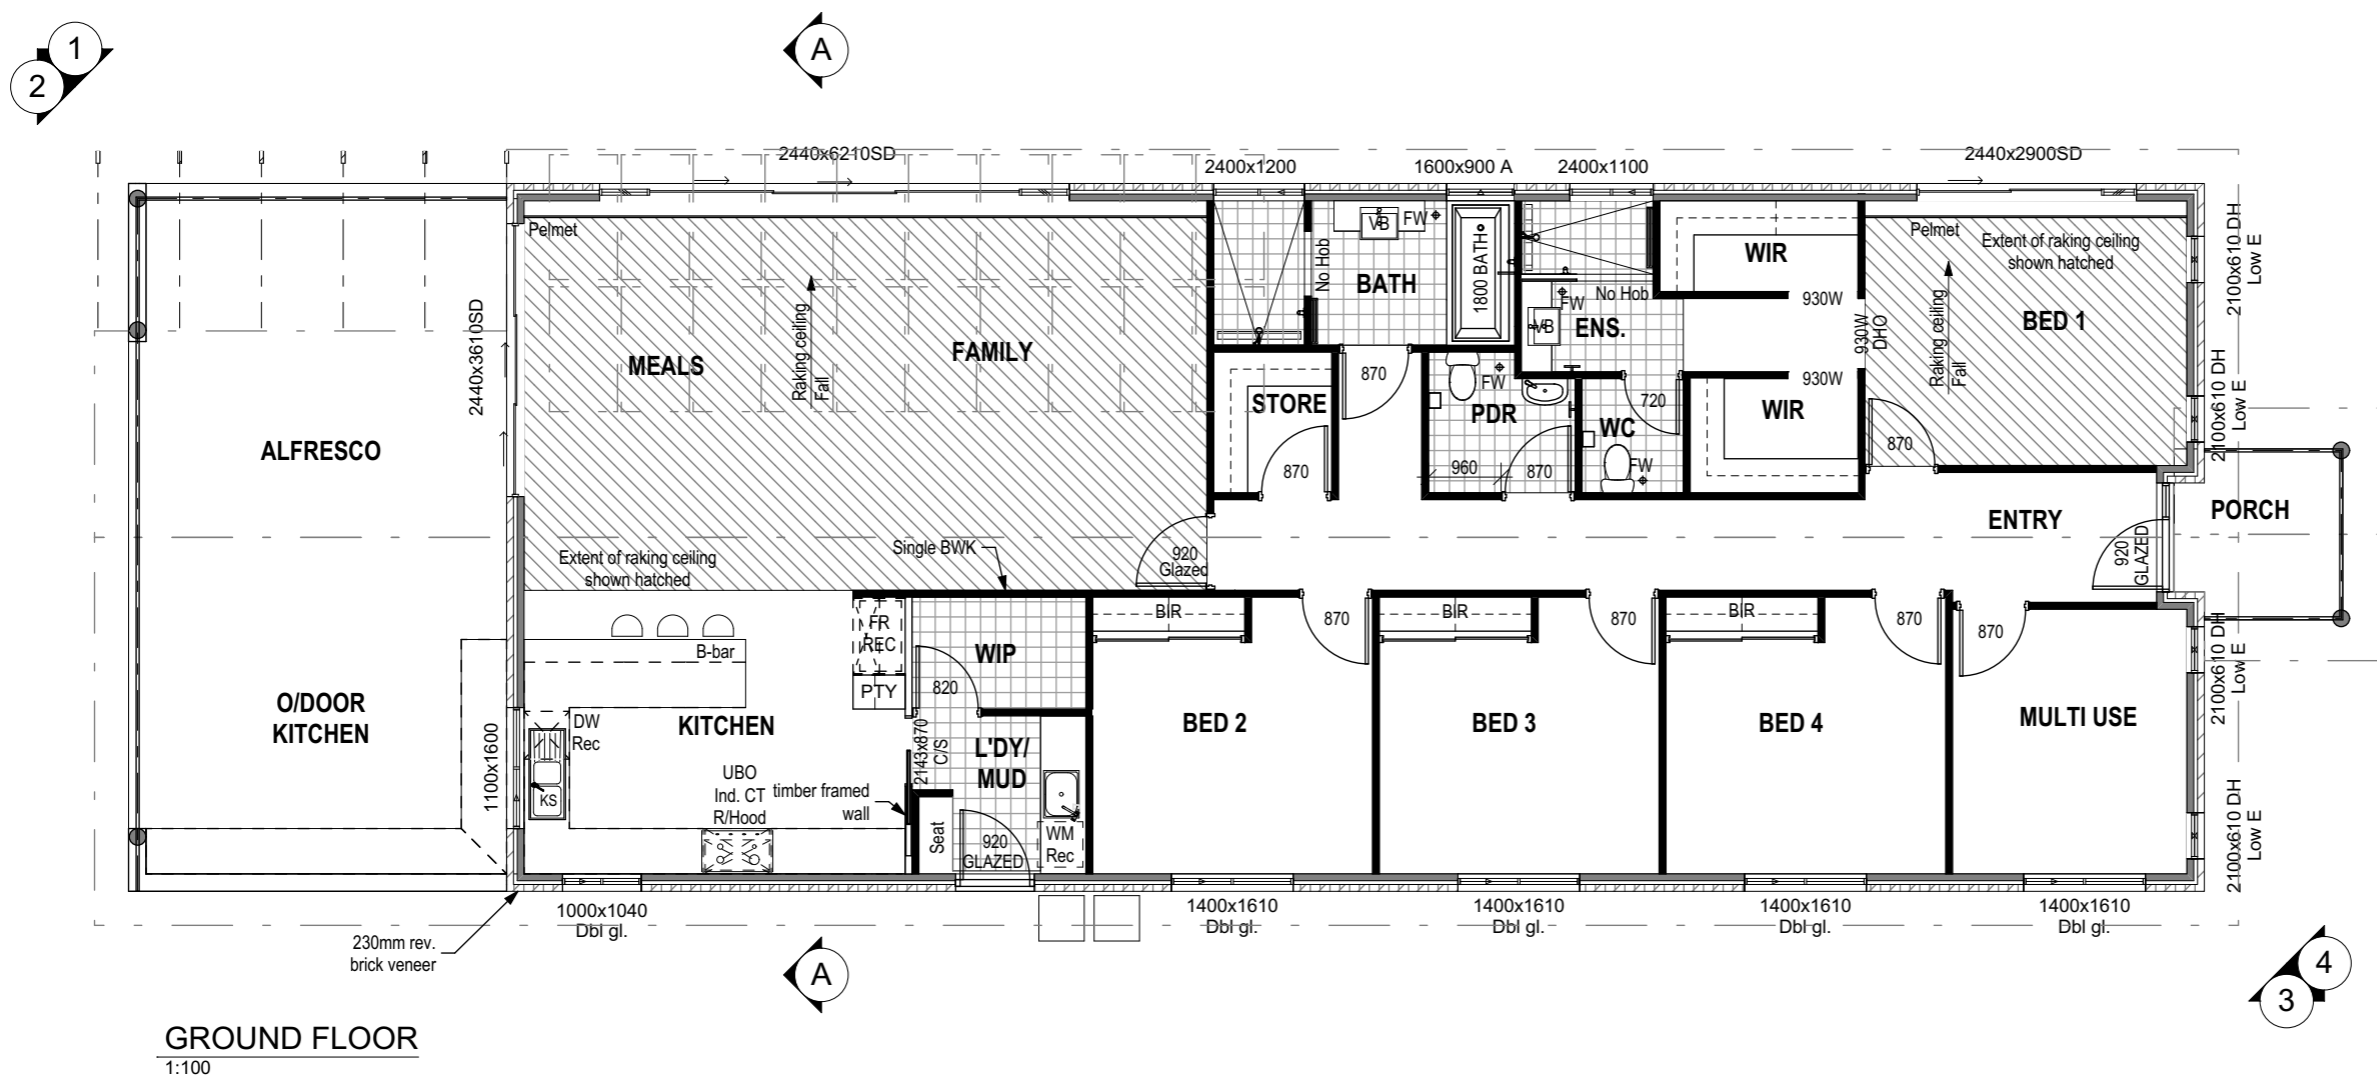 1
2
A
2440x6210SD
2400x1200
1600x900 A
2400x1100
2440x2900SD
Pelmet
MEALS
FAMILY
Raking ceiling
Fall
2440x3610SD
Extent of raking ceiling
shown hatched
Single BWK
920
Glazed
No Hob
VB
FW
BATH
1800 BATH
No Hob
FW
VB
ENS.
WIR
930W
930W
DHO
930W
WIR
Pelmet
Extent of raking ceiling
shown hatched
Raking ceiling
Fall
BED 1
2100x610 DH
Low E
2100x610 DH
Low E
STORE
870
870
FW
PDR
960
870
WC
720
FW
870
ENTRY
920
GLAZED
PORCH
ALFRESCO
O/DOOR
KITCHEN
B-bar
FR
REC
PTY
WIP
820
KITCHEN
DW
Rec
KS
1100x1600
UBO
Ind. CT
R/Hood
timber framed
wall
2143x870
C/S
L'DY/
MUD
Seat
920
GLAZED
WM
Rec
BIR
870
BED 2
BIR
870
BED 3
BIR
870
BED 4
870
MULTI USE
2100x610 DH
Low E
2100x610 DH
Low E
1000x1040
Dbl gl.
1400x1610
Dbl gl.
1400x1610
Dbl gl.
1400x1610
Dbl gl.
1400x1610
Dbl gl.
230mm rev.
brick veneer
A
4
3
GROUND FLOOR
1:100